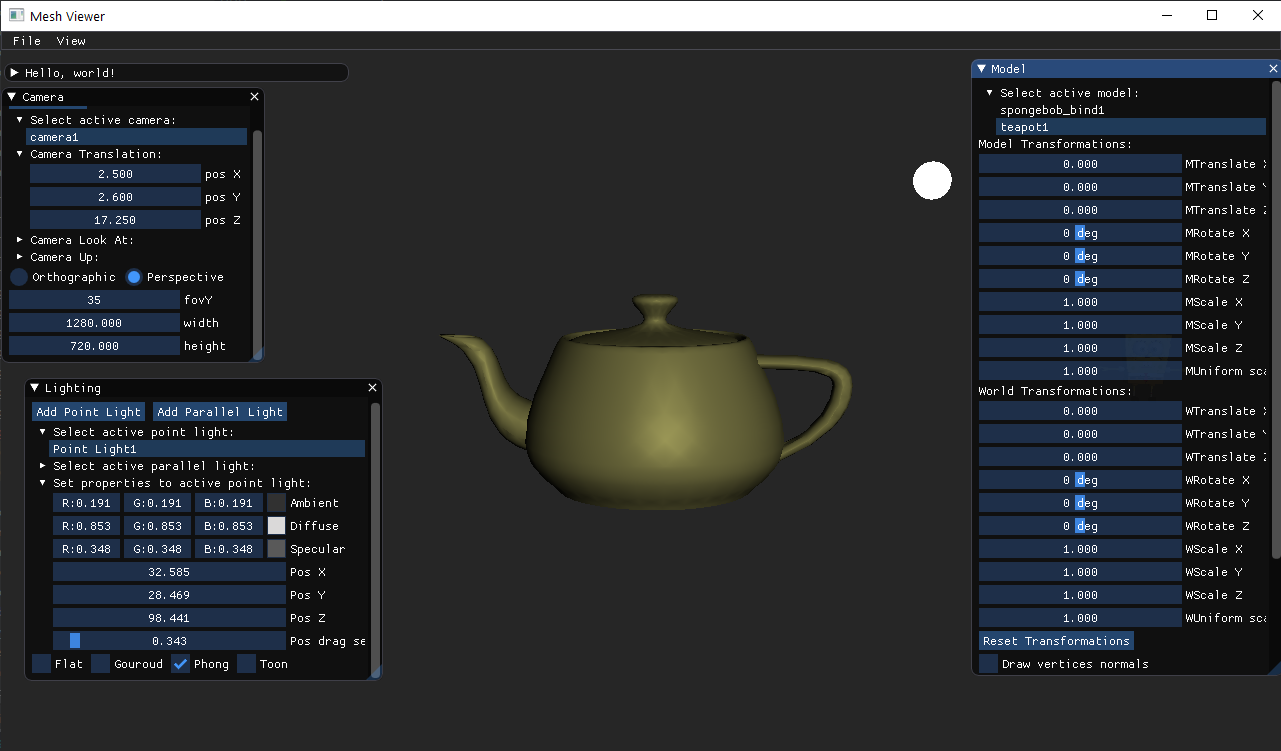 Mesh Viewer
File View
Hello, world!
Camera
Select active camera:
camera1
Camera Translation:
2.500 pos X
2.600 pos Y
17.250 pos Z
Camera Look At:
Camera Up:
Orthographic Perspective
35 fovY
1280.000 width
720.000 height
Lighting
Add Point Light Add Parallel Light
Select active point light:
Point Light1
Select active parallel light:
Set properties to active point light:
R:0.191 G:0.191 B:0.191 Ambient
R:0.853 G:0.853 B:0.853 Diffuse
R:0.348 G:0.348 B:0.348 Specular
32.585 Pos X
28.469 Pos Y
98.441 Pos Z
0.343 Pos drag se
Flat Gouroud Phong Toon
Model
Select active model:
spongebob_bind1
teapot1
Model Transformations:
0.000 MTranslate X
0.000 MTranslate Y
0.000 MTranslate Z
0 deg MRotate X
0 deg MRotate Y
0 deg MRotate Z
1.000 MScale X
1.000 MScale Y
1.000 MScale Z
1.000 MUniform sca
World Transformations:
0.000 WTranslate X
0.000 WTranslate Y
0.000 WTranslate Z
0 deg WRotate X
0 deg WRotate Y
0 deg WRotate Z
1.000 WScale X
1.000 WScale Y
1.000 WScale Z
1.000 WUniform sca
Reset Transformations
Draw vertices normals